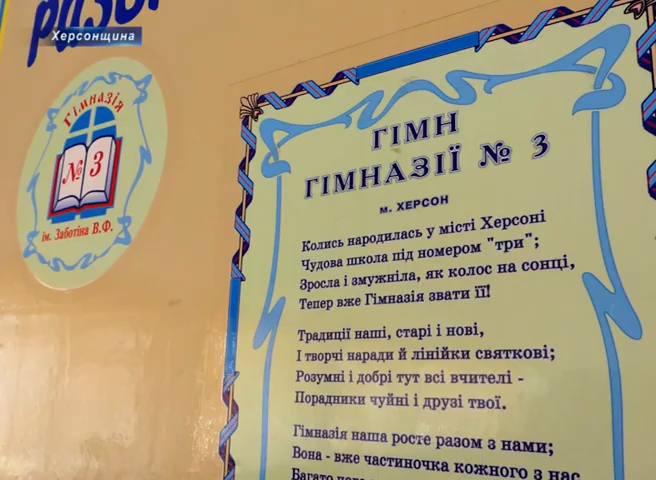 Херсонщина
Гімназія
№ 3
ім. Заботіна В.Ф.
ГІМН
ГІМНАЗІЇ № 3
м. ХЕРСОН
Колись народилась у місті Херсоні
Чудова школа під номером "три";
Зросла і змужніла, як колос на сонці,
Тепер вже Гімназія звати її!
Традиції наші, старі і нові,
І творчі наради й лінійки святкові;
Розумні і добрі тут всі вчителі -
Порадники чуйні і друзі твої.
Гімназія наша росте разом з нами;
Вона - вже частиночка кожного з нас